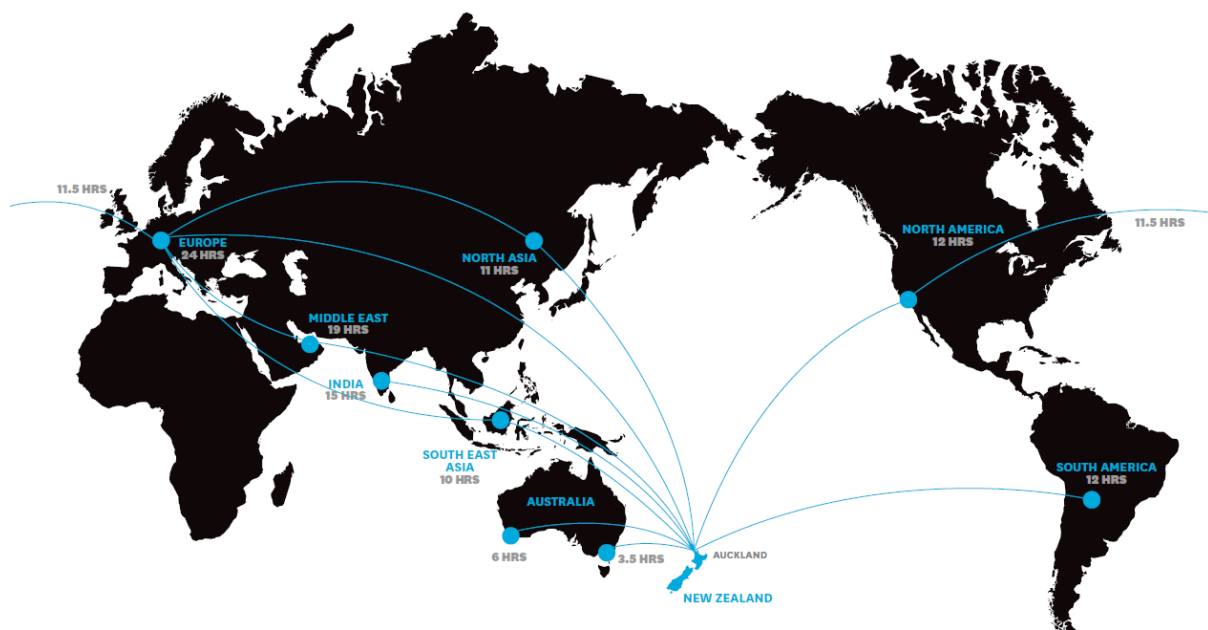 11.5 HRS
EUROPE
24 HRS
NORTH ASIA
11 HRS
NORTH AMERICA
12 HRS
11.5 HRS
MIDDLE EAST
19 HRS
INDIA
15 HRS
SOUTH EAST
ASIA
10 HRS
SOUTH AMERICA
12 HRS
AUSTRALIA
6 HRS
3.5 HRS
AUCKLAND
NEW ZEALAND